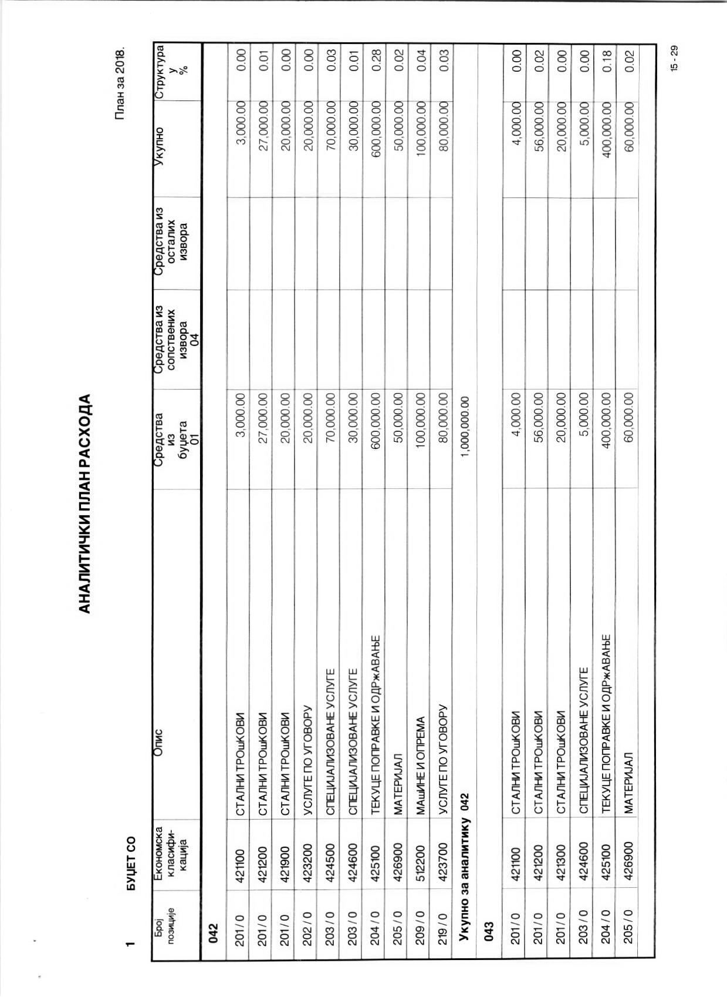 АНАЛИТИЧКИ ПЛАН РАСХОДА
План за 2018.
1 БУЏЕТ СО
Број позиције Економска класифи- кација Опис Средства из буџета 01 Средства из сопствених извора 04 Средства из осталих извора Укупно Структура у %
042
201 / 0 421100 СТАЛНИ ТРОшКОВИ 3,000.00 3,000.00 0.00
201 / 0 421200 СТАЛНИ ТРОшКОВИ 27,000.00 27,000.00 0.01
201 / 0 421900 СТАЛНИ ТРОшКОВИ 20,000.00 20,000.00 0.00
202 / 0 423200 УСЛУГЕ ПО УГОВОРУ 20,000.00 20,000.00 0.00
203 / 0 424500 СПЕЦИЈАЛИЗОВАНЕ УСЛУГЕ 70,000.00 70,000.00 0.03
203 / 0 424600 СПЕЦИЈАЛИЗОВАНЕ УСЛУГЕ 30,000.00 30,000.00 0.01
204 / 0 425100 ТЕКУЦЕ ПОПРАВКЕ И ОДРжАВАЊЕ 600,000.00 600,000.00 0.28
205 / 0 426900 МАТЕРИЈАЛ 50,000.00 50,000.00 0.02
209 / 0 512200 МАшИНЕ И ОПРЕМА 100,000.00 100,000.00 0.04
219 / 0 423700 УСЛУГЕ ПО УГОВОРУ 80,000.00 80,000.00 0.03
Укупно за аналитику 042 1,000,000.00
043
201 / 0 421100 СТАЛНИ ТРОшКОВИ 4,000.00 4,000.00 0.00
201 / 0 421200 СТАЛНИ ТРОшКОВИ 56,000.00 56,000.00 0.02
201 / 0 421300 СТАЛНИ ТРОшКОВИ 20,000.00 20,000.00 0.00
203 / 0 424600 СПЕЦИЈАЛИЗОВАНЕ УСЛУГЕ 5,000.00 5,000.00 0.00
204 / 0 425100 ТЕКУЦЕ ПОПРАВКЕ И ОДРжАВАЊЕ 400,000.00 400,000.00 0.18
205 / 0 426900 МАТЕРИЈАЛ 60,000.00 60,000.00 0.02
15 - 29